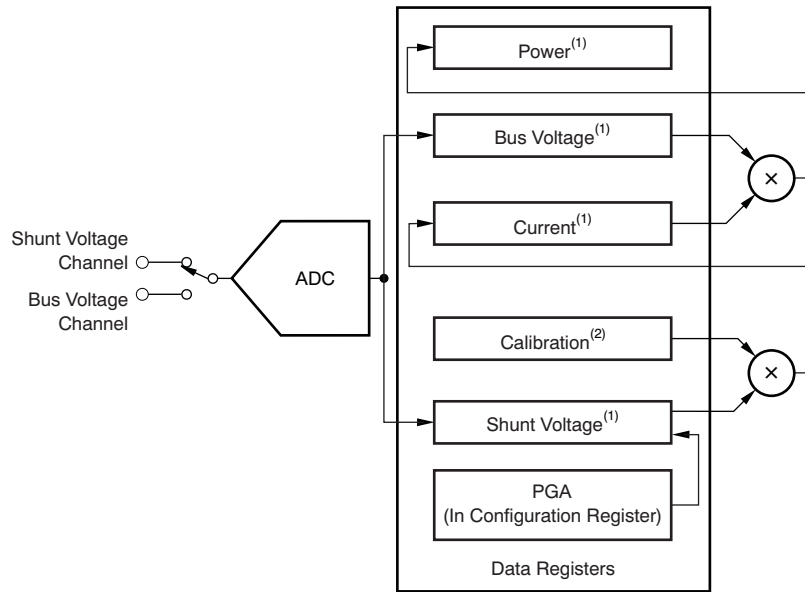 Power(1)
Bus Voltage(1)
Current(1)
Shunt Voltage
Channel
Bus Voltage
Channel
ADC
Calibration(2)
Shunt Voltage(1)
PGA
(In Configuration Register)
Data Registers
×
×